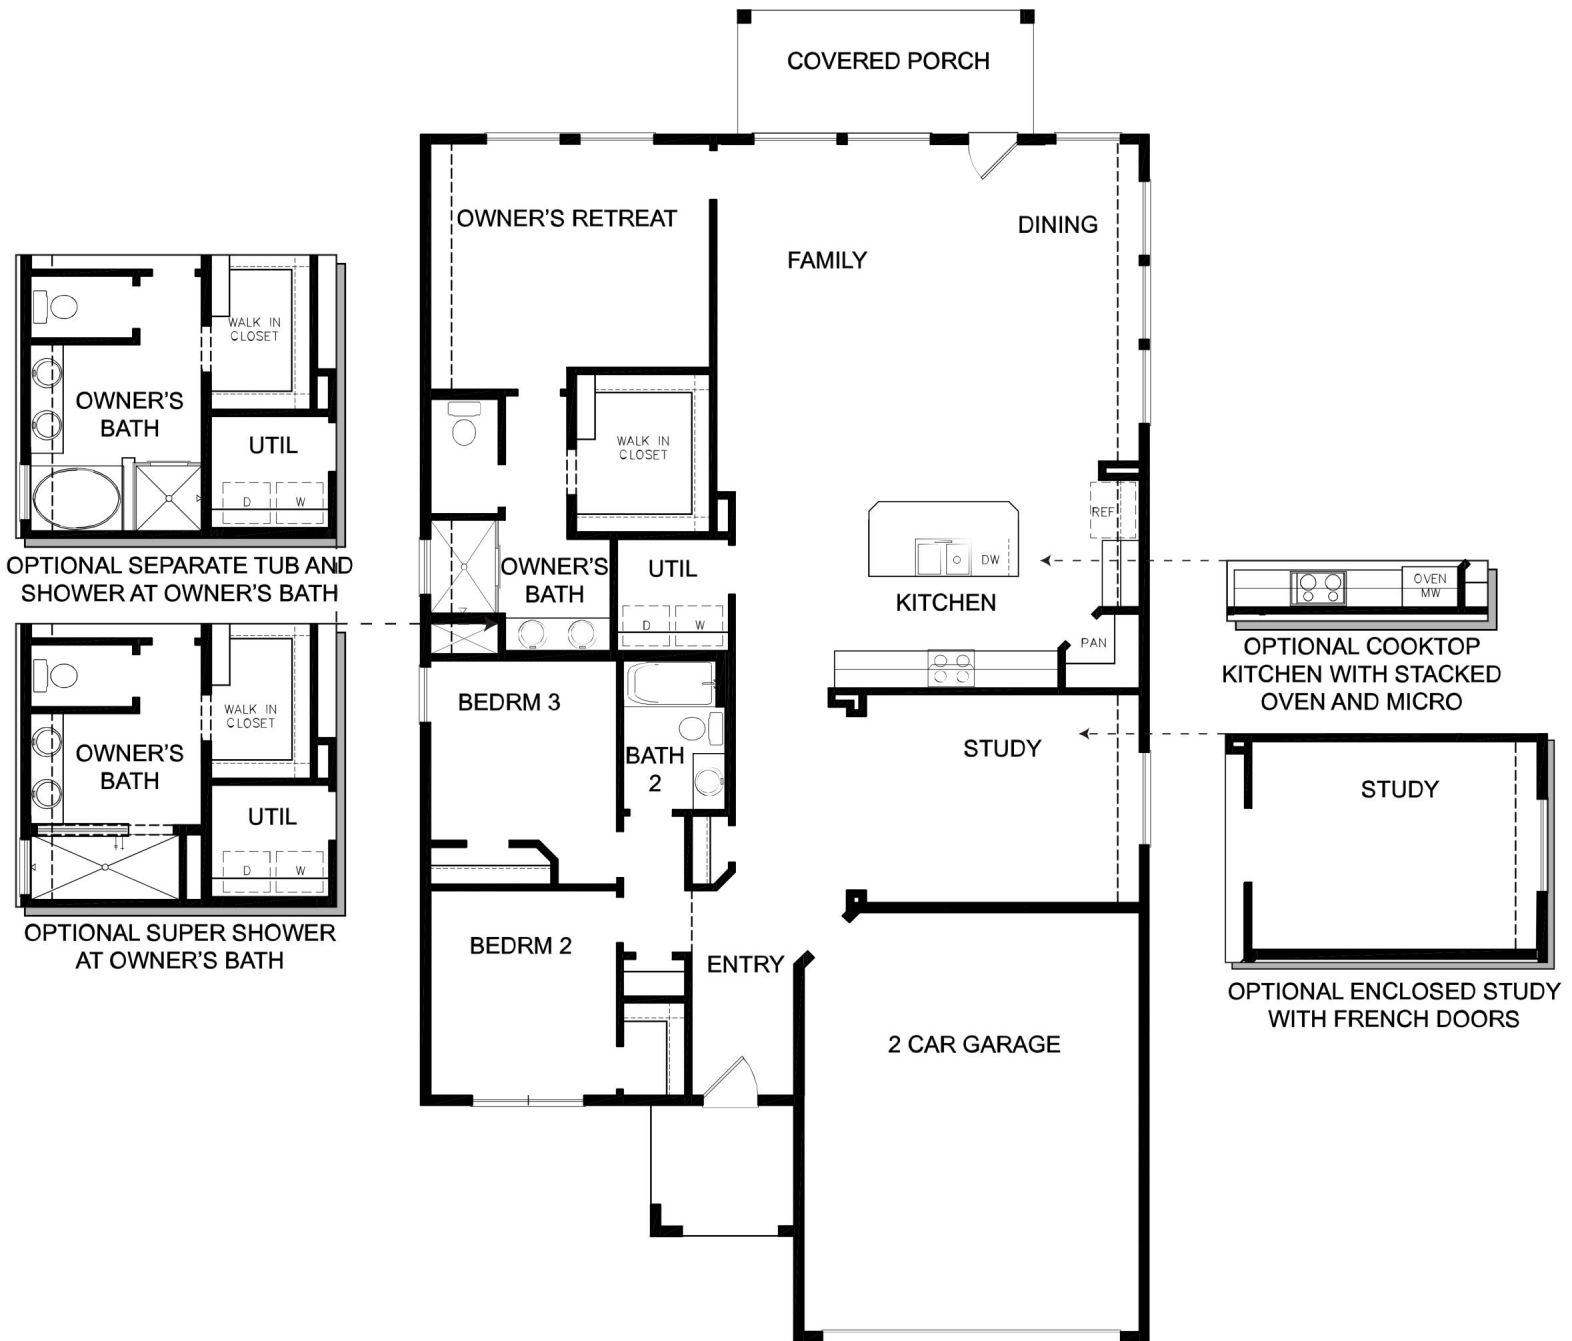 COVERED PORCH
OWNER'S RETREAT
FAMILY
DINING
WALK IN
CLOSET
OWNER'S
BATH
UTIL
D
W
REF
DW
KITCHEN
PAN
BEDRM 3
BATH
2
STUDY
BEDRM 2
ENTRY
2 CAR GARAGE
WALK IN
CLOSET
OWNER'S
BATH
UTIL
D
W
OPTIONAL SEPARATE TUB AND
SHOWER AT OWNER'S BATH
WALK IN
CLOSET
OWNER'S
BATH
UTIL
D
W
OPTIONAL SUPER SHOWER
AT OWNER'S BATH
OVEN
MW
OPTIONAL COOKTOP
KITCHEN WITH STACKED
OVEN AND MICRO
STUDY
OPTIONAL ENCLOSED STUDY
WITH FRENCH DOORS